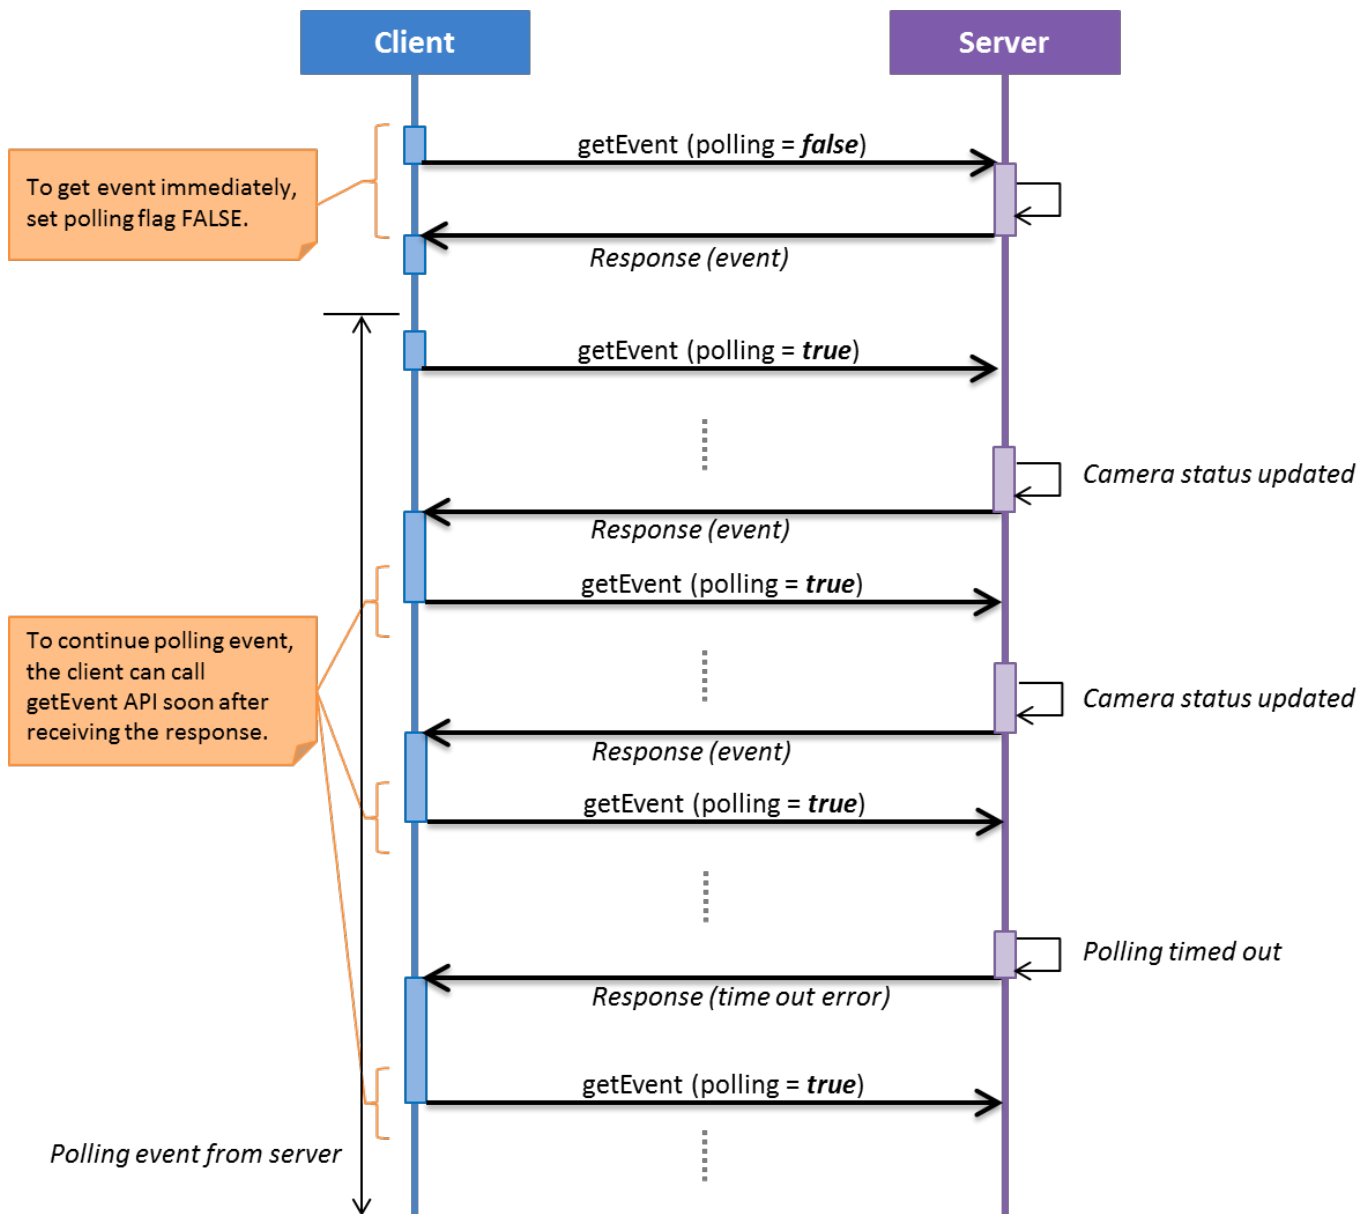 Client
Server
getEvent (polling = false)
To get event immediately,
set polling flag FALSE.
Response (event)
getEvent (polling = true)
Camera status updated
Response (event)
getEvent (polling = true)
To continue polling event,
the client can call
getEvent API soon after
receiving the response.
Camera status updated
Response (event)
getEvent (polling = true)
Polling timed out
Response (time out error)
getEvent (polling = true)
Polling event from server